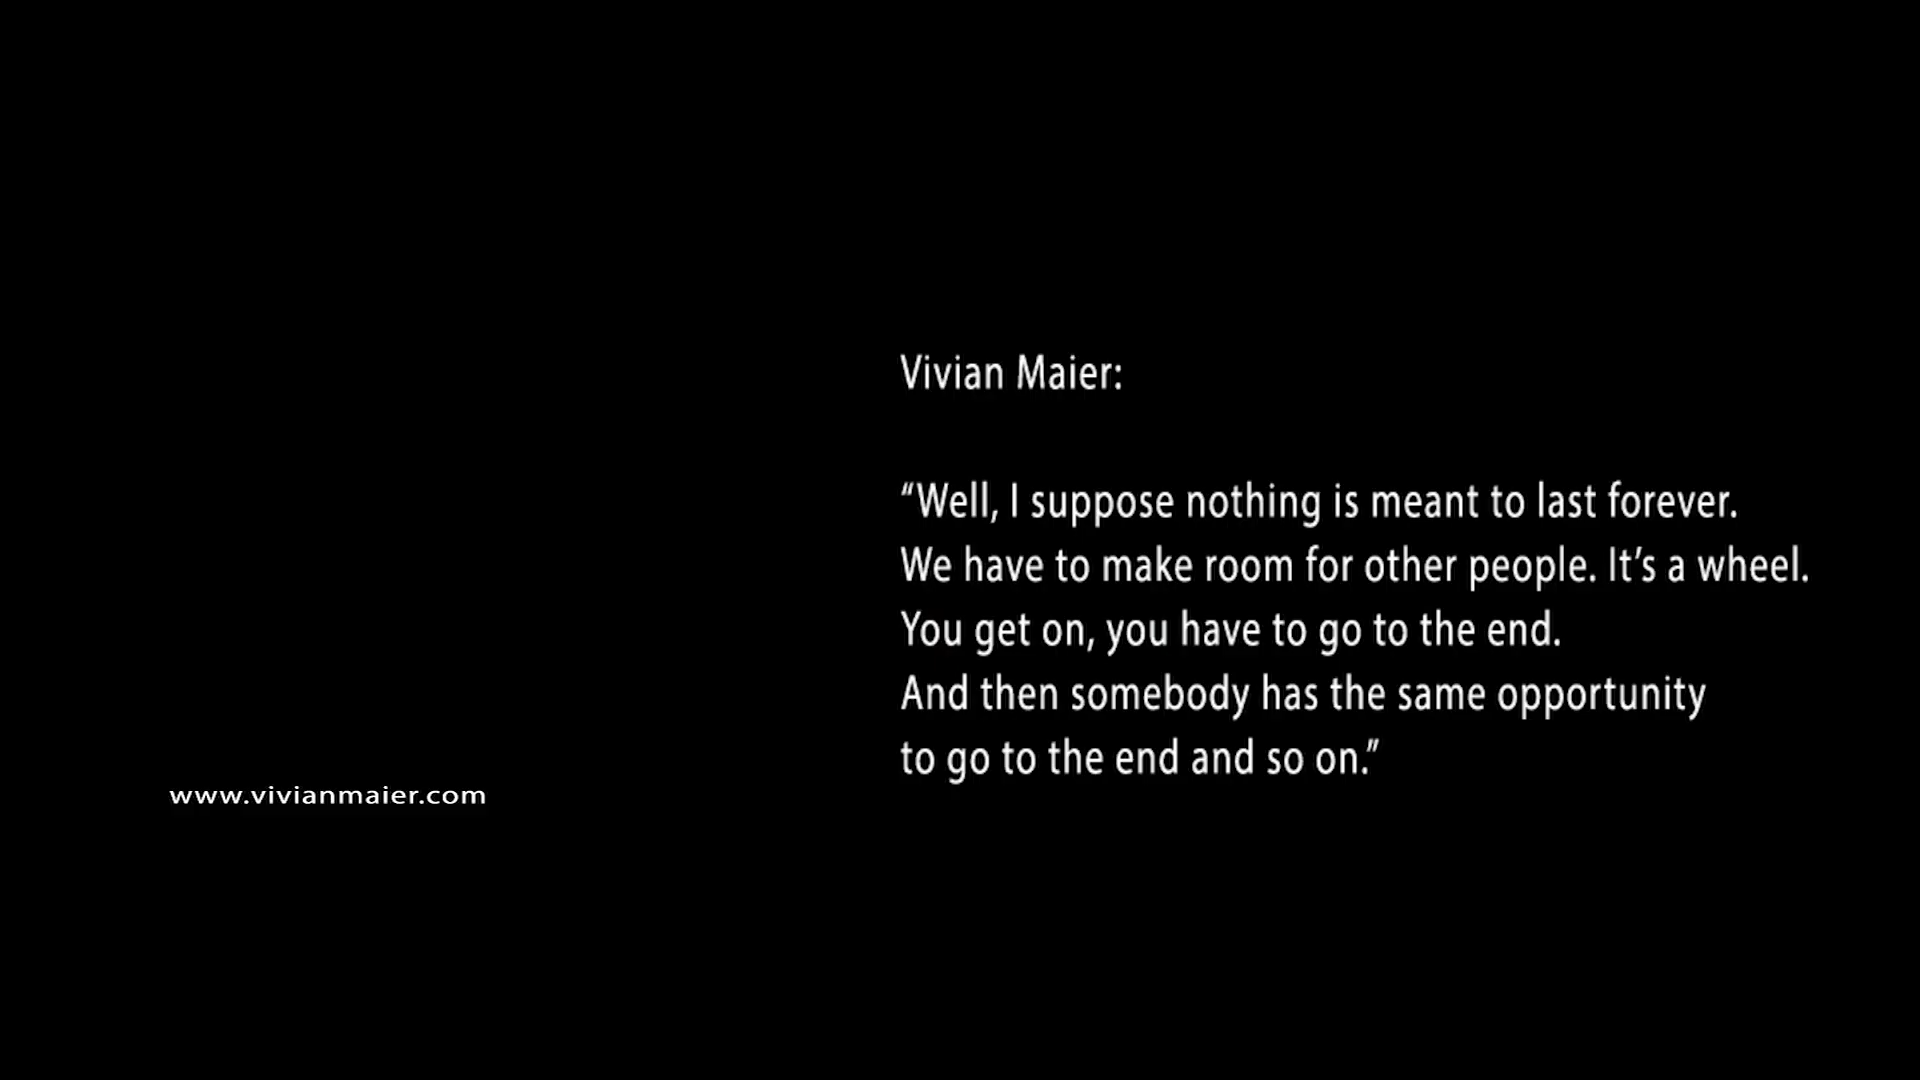 Vivian Maier:
“Well, I suppose nothing is meant to last forever.
We have to make room for other people. It’s a wheel.
You get on, you have to go to the end.
And then somebody has the same opportunity
to go to the end and so on.”
www.vivianmaier.com